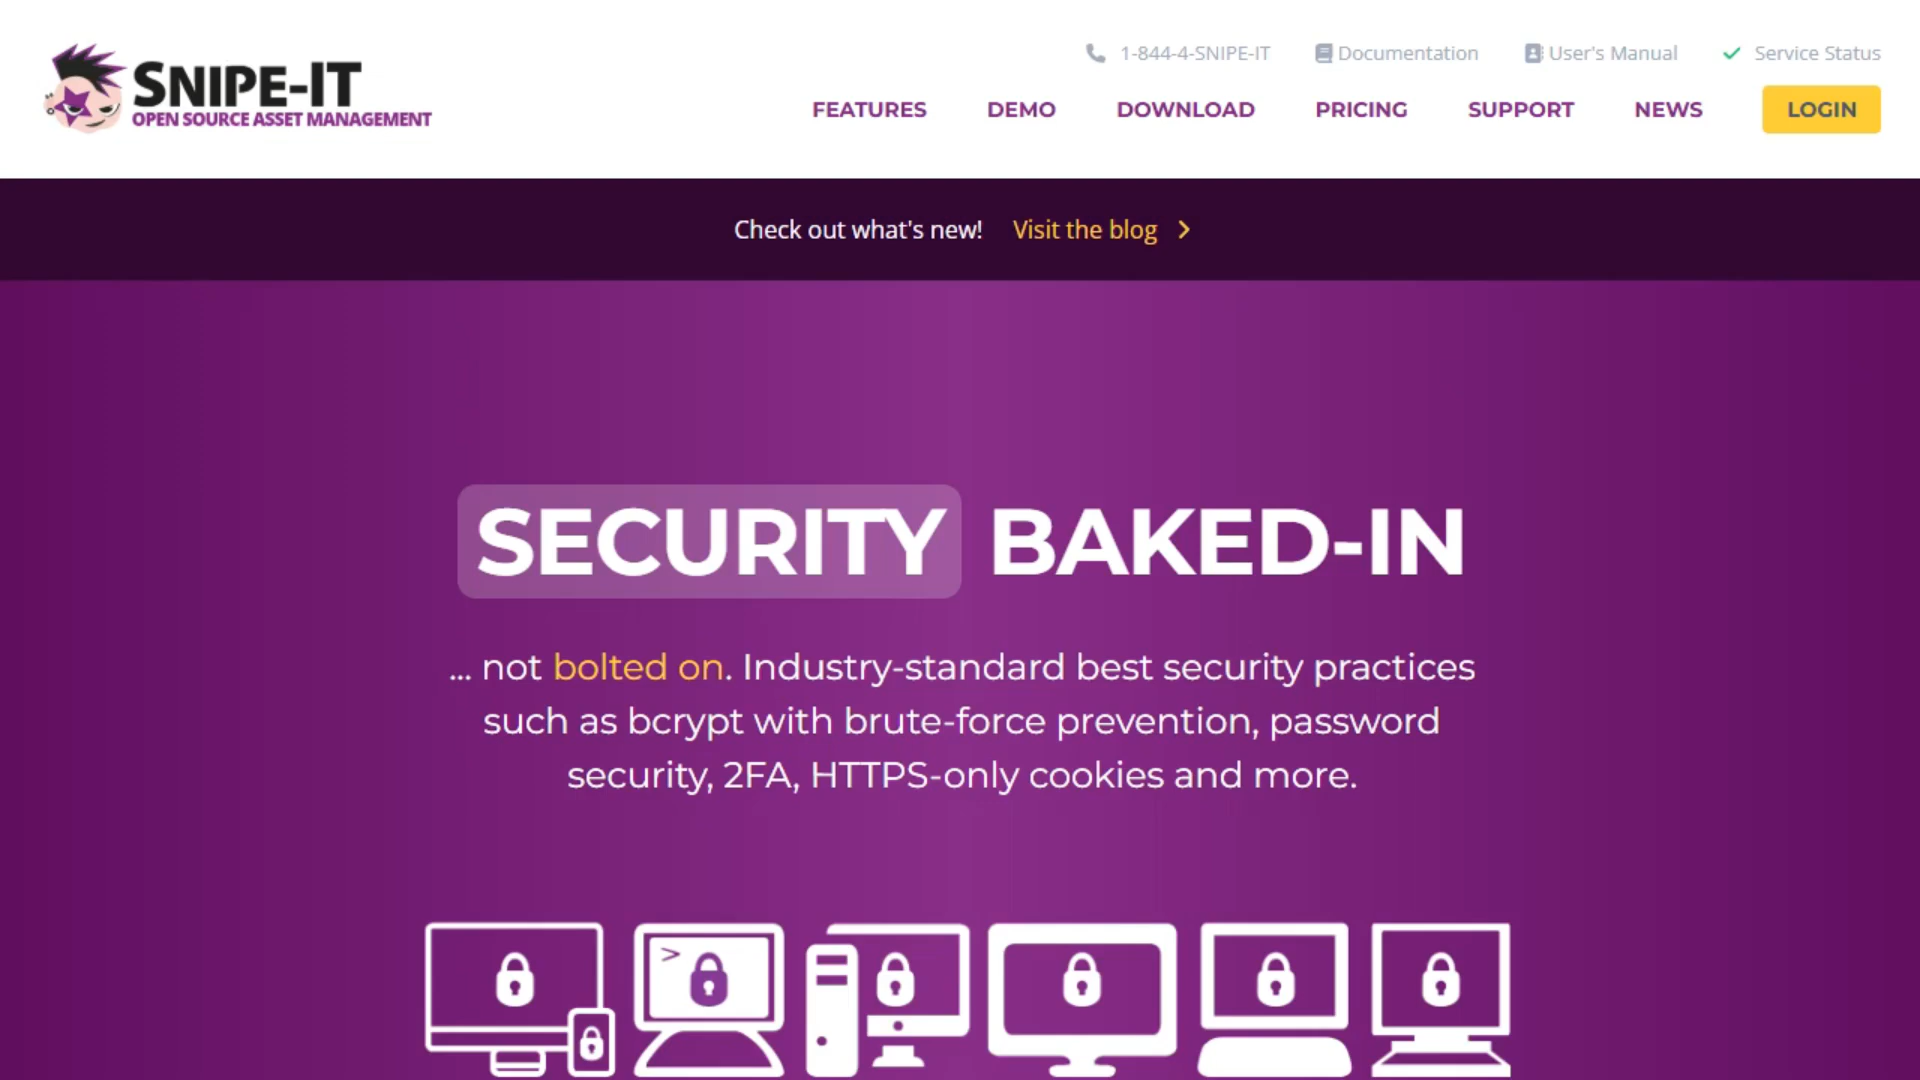 SNIPE-IT
OPEN SOURCE ASSET MANAGEMENT
1-844-4-SNIPE-IT Documentation User's Manual Service Status
FEATURES DEMO DOWNLOAD PRICING SUPPORT NEWS LOGIN
Check out what's new! Visit the blog
SECURITY BAKED-IN
... not bolted on. Industry-standard best security practices
such as bcrypt with brute-force prevention, password
security, 2FA, HTTPS-only cookies and more.
>